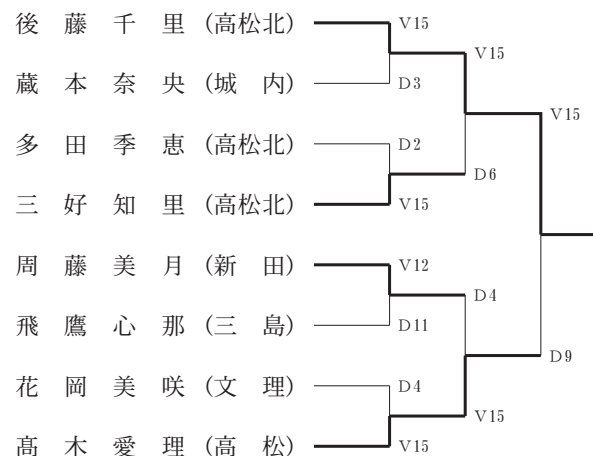 後藤千里（高松北） V15
V15
蔵本奈央（城内） D3
V15
多田季恵（高松北） D2
D6
三好知里（高松北） V15
周藤美月（新田） V12
D4
飛鷹心那（三島） D11
D9
花岡美咲（文理） D4
V15
髙木愛理（高松） V15